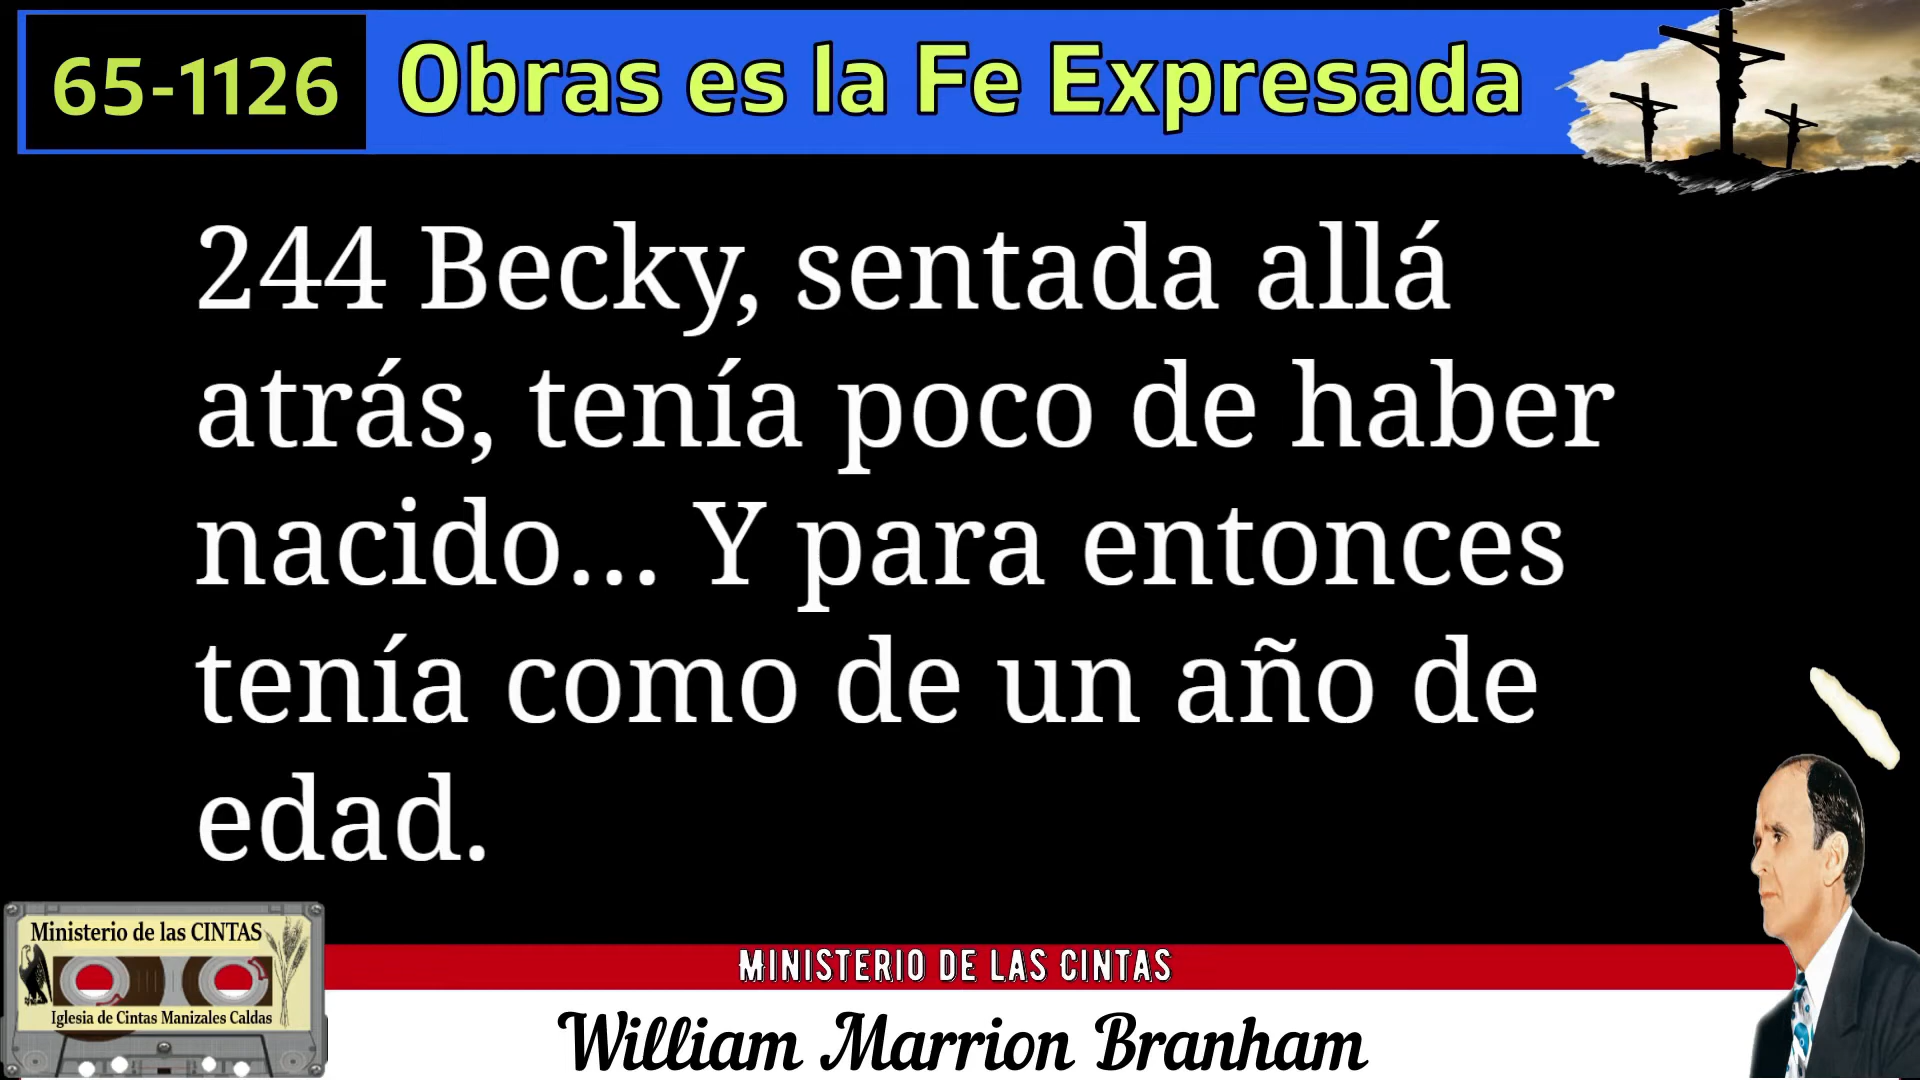 65-1126
Obras es la Fe Expresada
244 Becky, sentada allá
atrás, tenía poco de haber
nacido... Y para entonces
tenía como de un año de
edad.
Ministerio de las CINTAS
Iglesia de Cintas Manizales Caldas
MINISTERIO DE LAS CINTAS
William Marrion Branham